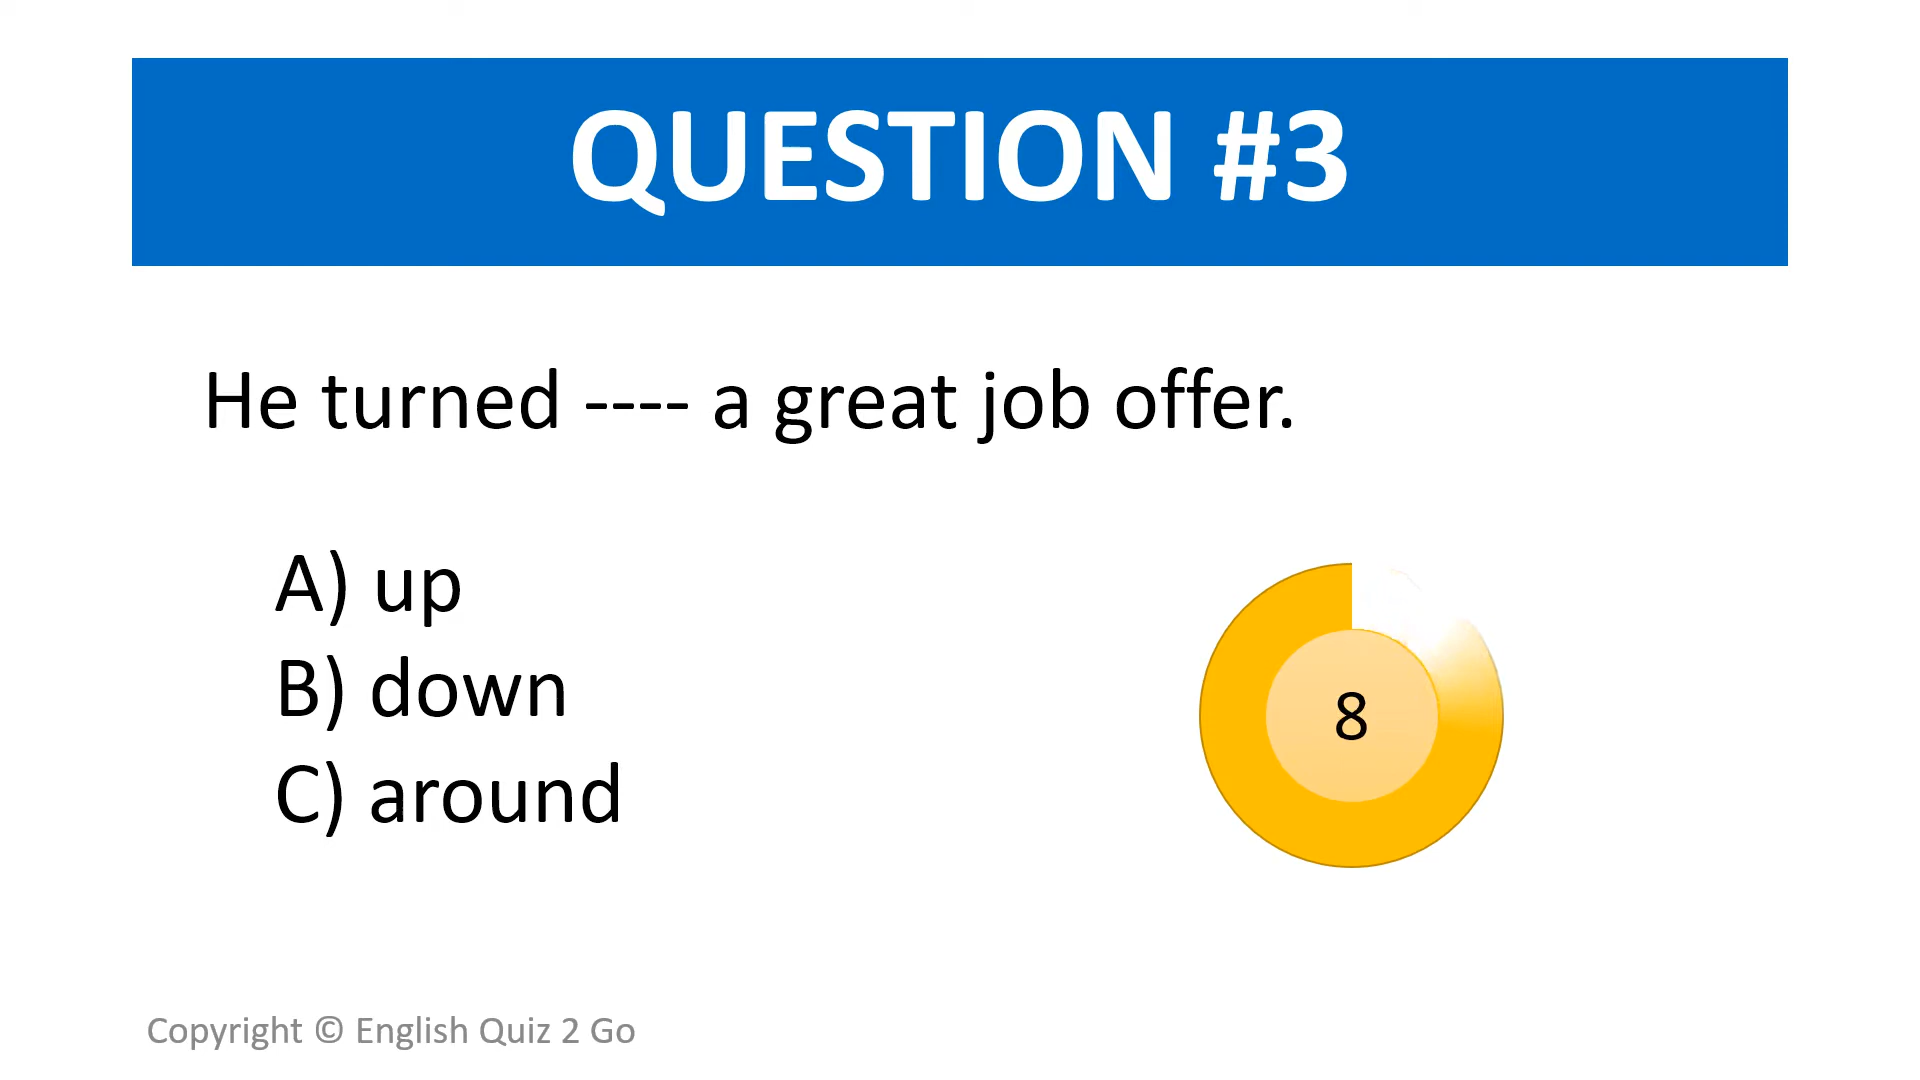 QUESTION #3
He turned ---- a great job offer.
A) up
B) down
C) around
8
Copyright © English Quiz 2 Go